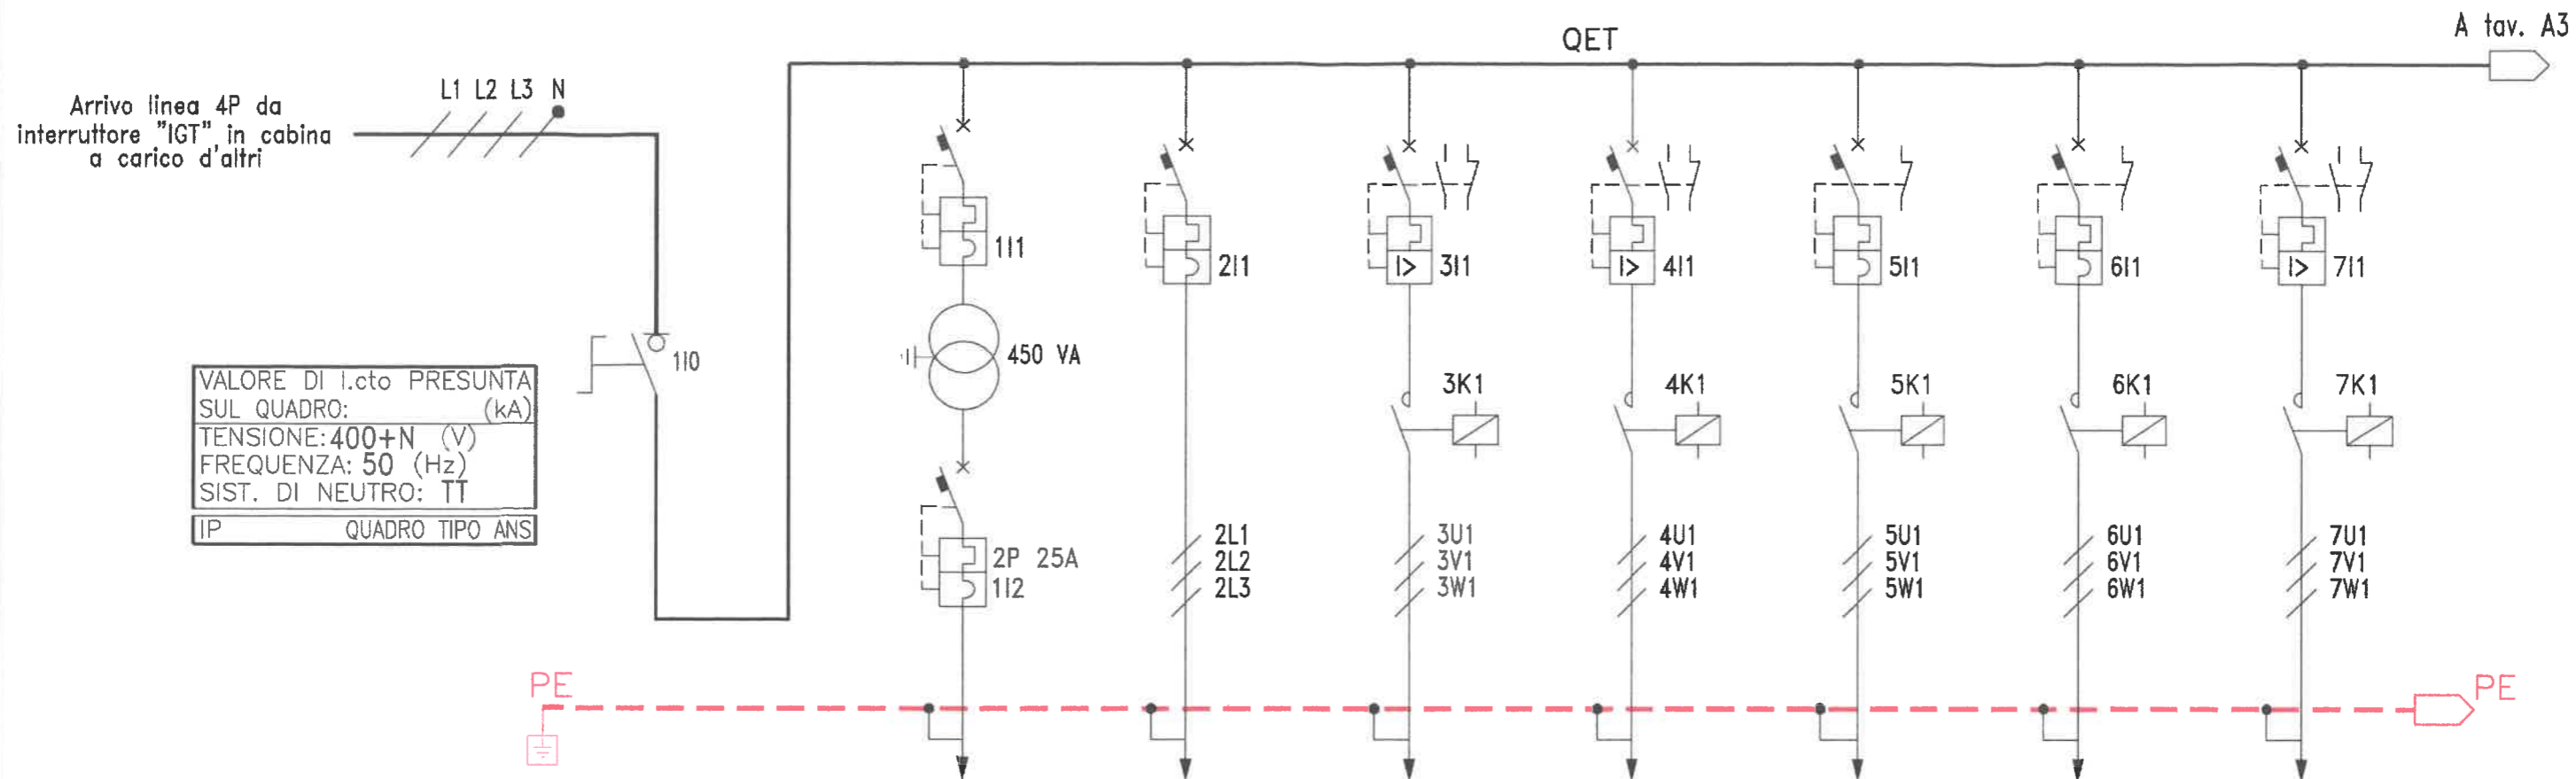 QET
A tav. A3
L1 L2 L3 N
Arrivo linea 4P da
interruttore "IGT" in cabina
a carico d'altri
1I0
VALORE DI I.cto PRESUNTA
SUL QUADRO: (kA)
TENSIONE: 400+N (V)
FREQUENZA: 50 (Hz)
SIST. DI NEUTRO: TT
IP QUADRO TIPO ANS
1I1
450 VA
2P 25A
1I2
2I1
2L1
2L2
2L3
I> 3I1
3K1
3U1
3V1
3W1
I> 4I1
4K1
4U1
4V1
4W1
5I1
5K1
5U1
5V1
5W1
6I1
6K1
6U1
6V1
6W1
I> 7I1
7K1
7U1
7V1
7W1
PE
PE